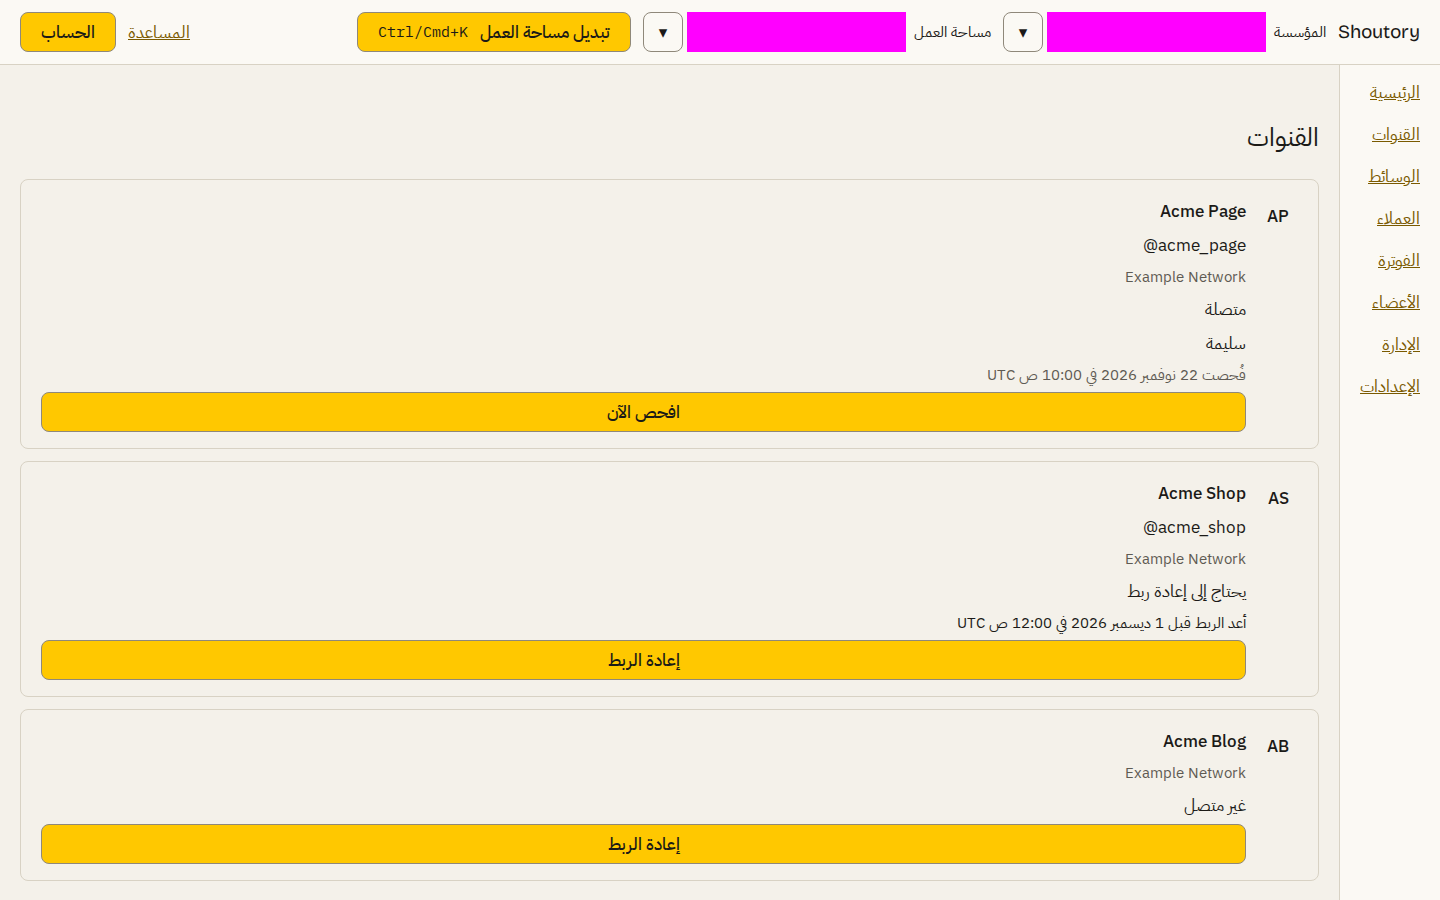 Shoutory
المؤسسة
▼
مساحة العمل
▼
تبديل مساحة العمل Ctrl/Cmd+K
المساعدة
الحساب
الرئيسية
القنوات
الوسائط
العملاء
الفوترة
الأعضاء
الإدارة
الإعدادات
القنوات
AP
Acme Page
@acme_page
Example Network
متصلة
سليمة
فُحصت 22 نوفمبر 2026 في 10:00 ص UTC
افحص الآن
AS
Acme Shop
@acme_shop
Example Network
يحتاج إلى إعادة ربط
أعد الربط قبل 1 ديسمبر 2026 في 12:00 ص UTC
إعادة الربط
AB
Acme Blog
Example Network
غير متصل
إعادة الربط